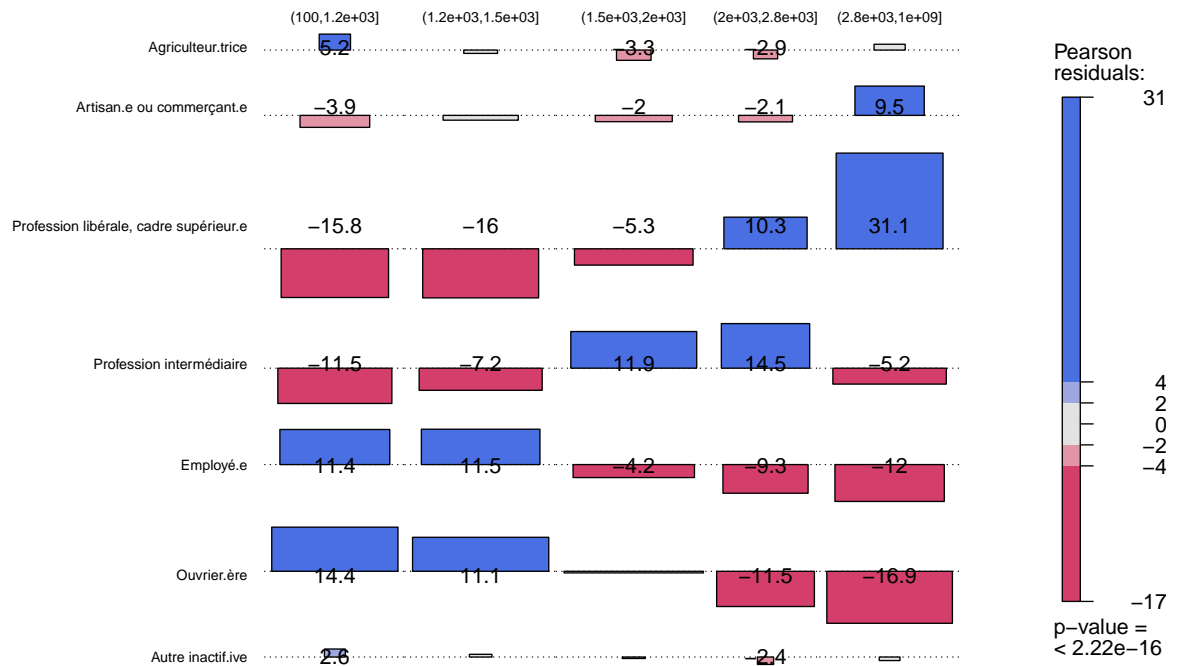 (100,1.2e+03] (1.2e+03,1.5e+03] (1.5e+03,2e+03] (2e+03,2.8e+03] (2.8e+03,1e+09]
Agriculteur.trice 5.2 −3.3 −2.9
Artisan.e ou commerçant.e −3.9 −2 −2.1 9.5
Profession libérale, cadre supérieur.e −15.8 −16 −5.3 10.3 31.1
Profession intermédiaire −11.5 −7.2 11.9 14.5 −5.2
Employé.e 11.4 11.5 −4.2 −9.3 −12
Ouvrier.ère 14.4 11.1 −11.5 −16.9
Autre inactif.ive 2.6 −2.4
Pearson
residuals:
31
4
2
0
−2
−4
−17
p−value =
< 2.22e−16